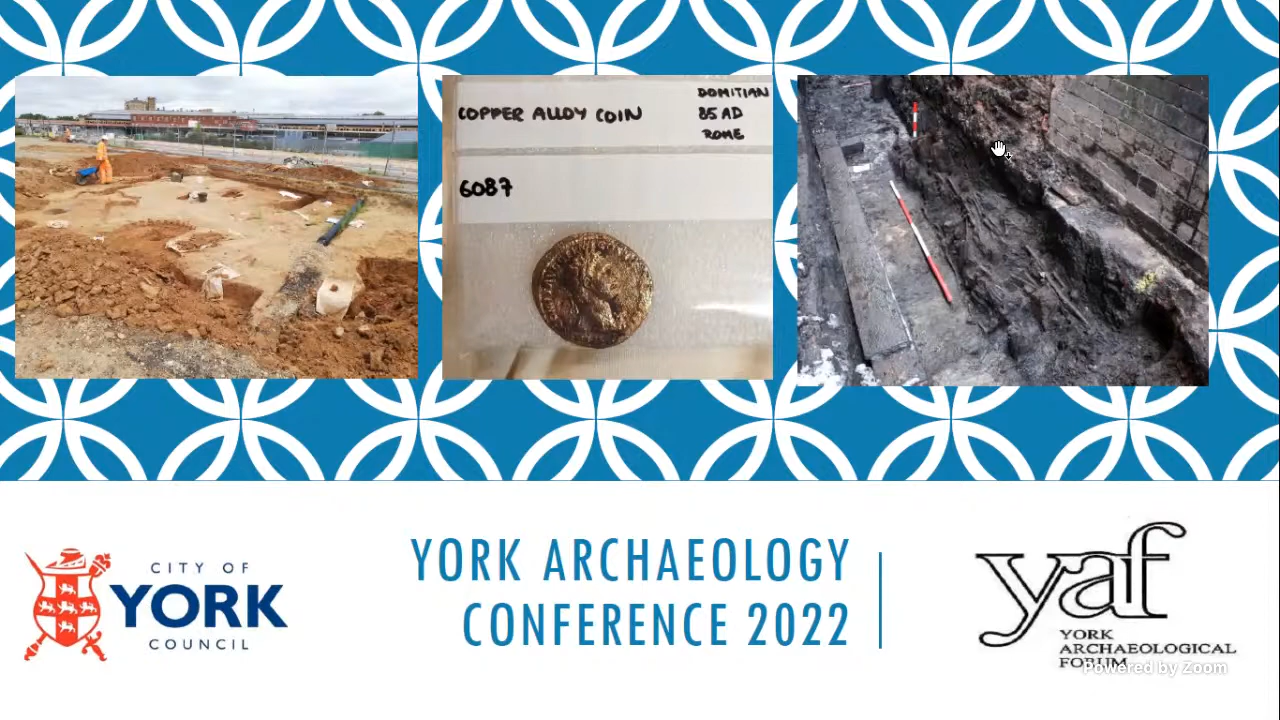 COPPER ALLOY COIN
DOMITIAN
85 AD
ROME
6087
CITY OF
YORK
COUNCIL
YORK ARCHAEOLOGY
CONFERENCE 2022
yaf
YORK
ARCHAEOLOGICAL
FORUM
Powered by Zoom